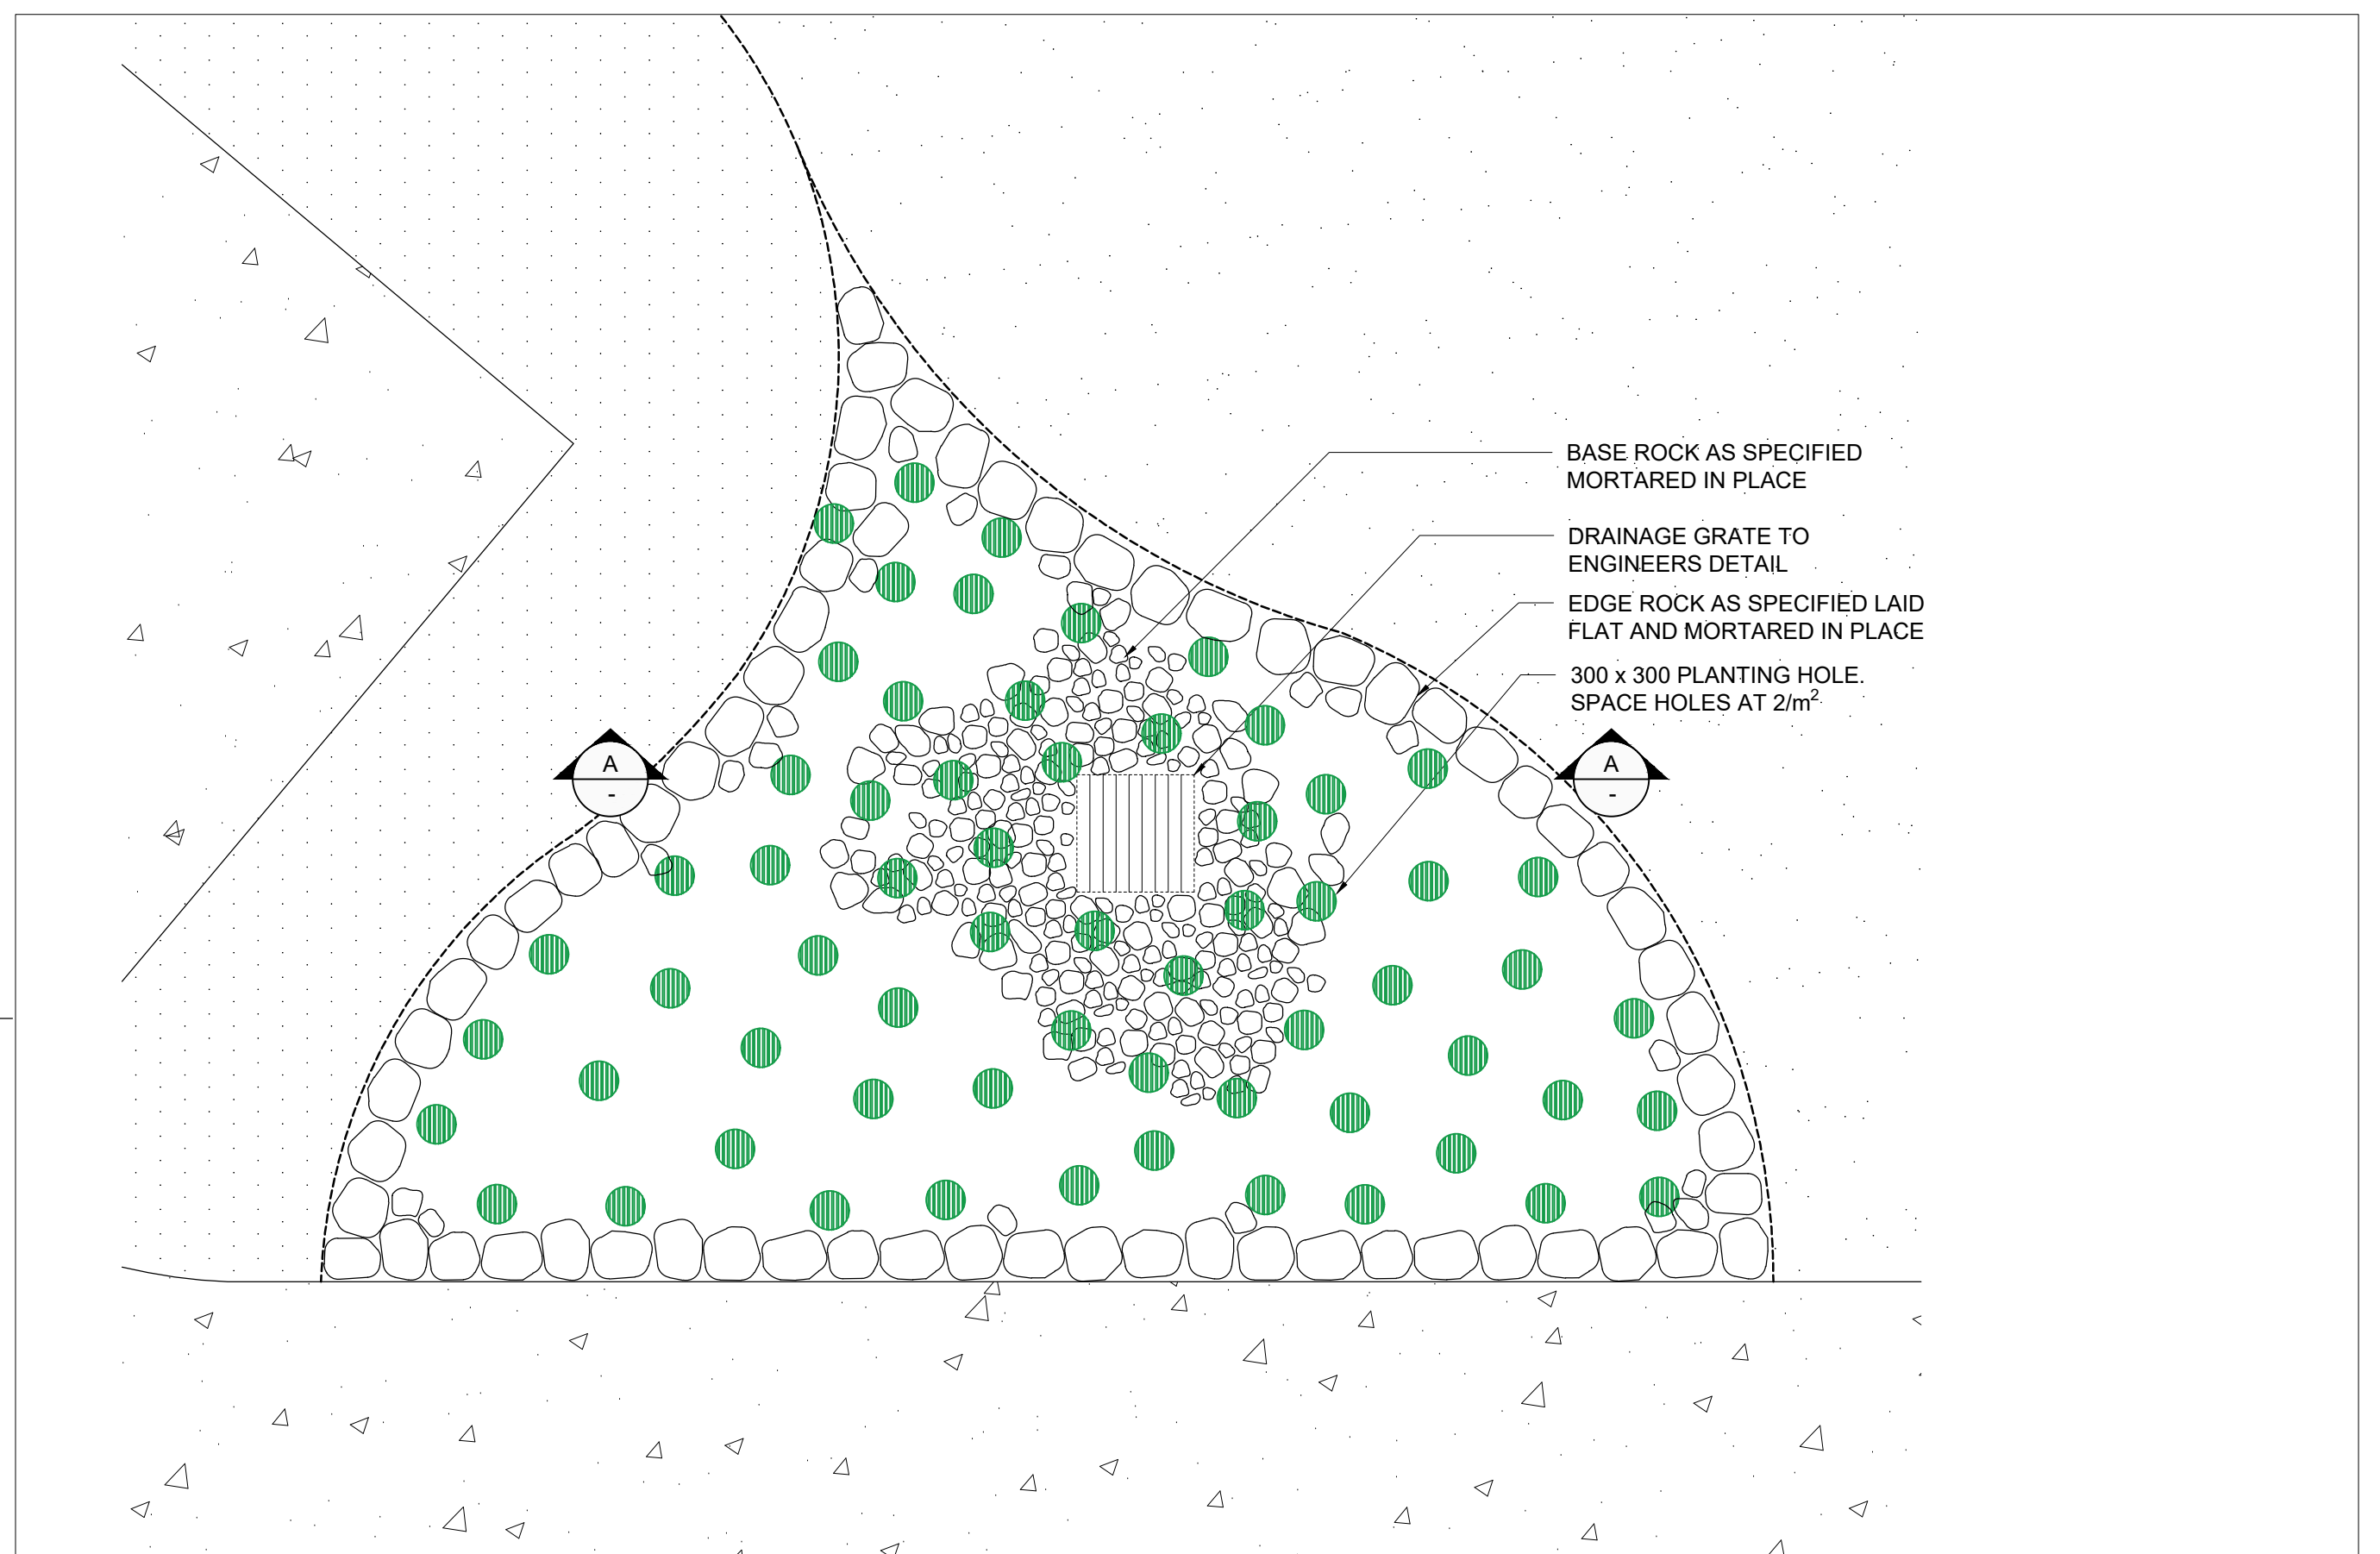 BASE ROCK AS SPECIFIED
MORTARED IN PLACE
DRAINAGE GRATE TO
ENGINEERS DETAIL
EDGE ROCK AS SPECIFIED LAID
FLAT AND MORTARED IN PLACE
300 x 300 PLANTING HOLE.
SPACE HOLES AT 2/m²
A
-
A
-